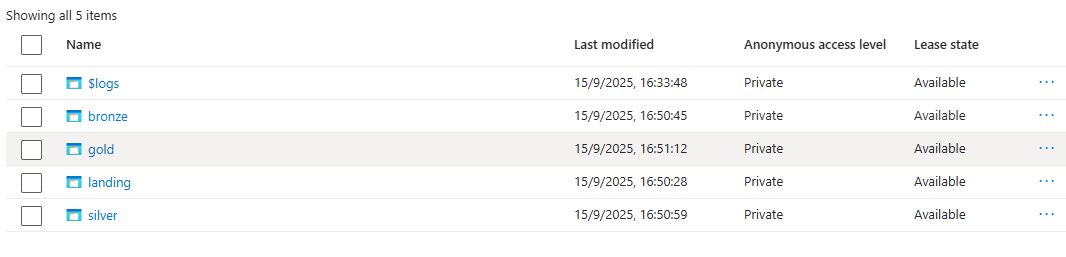 Showing all 5 items
Name Last modified Anonymous access level Lease state
$logs 15/9/2025, 16:33:48 Private Available ...
bronze 15/9/2025, 16:50:45 Private Available ...
gold 15/9/2025, 16:51:12 Private Available ...
landing 15/9/2025, 16:50:28 Private Available ...
silver 15/9/2025, 16:50:59 Private Available ...